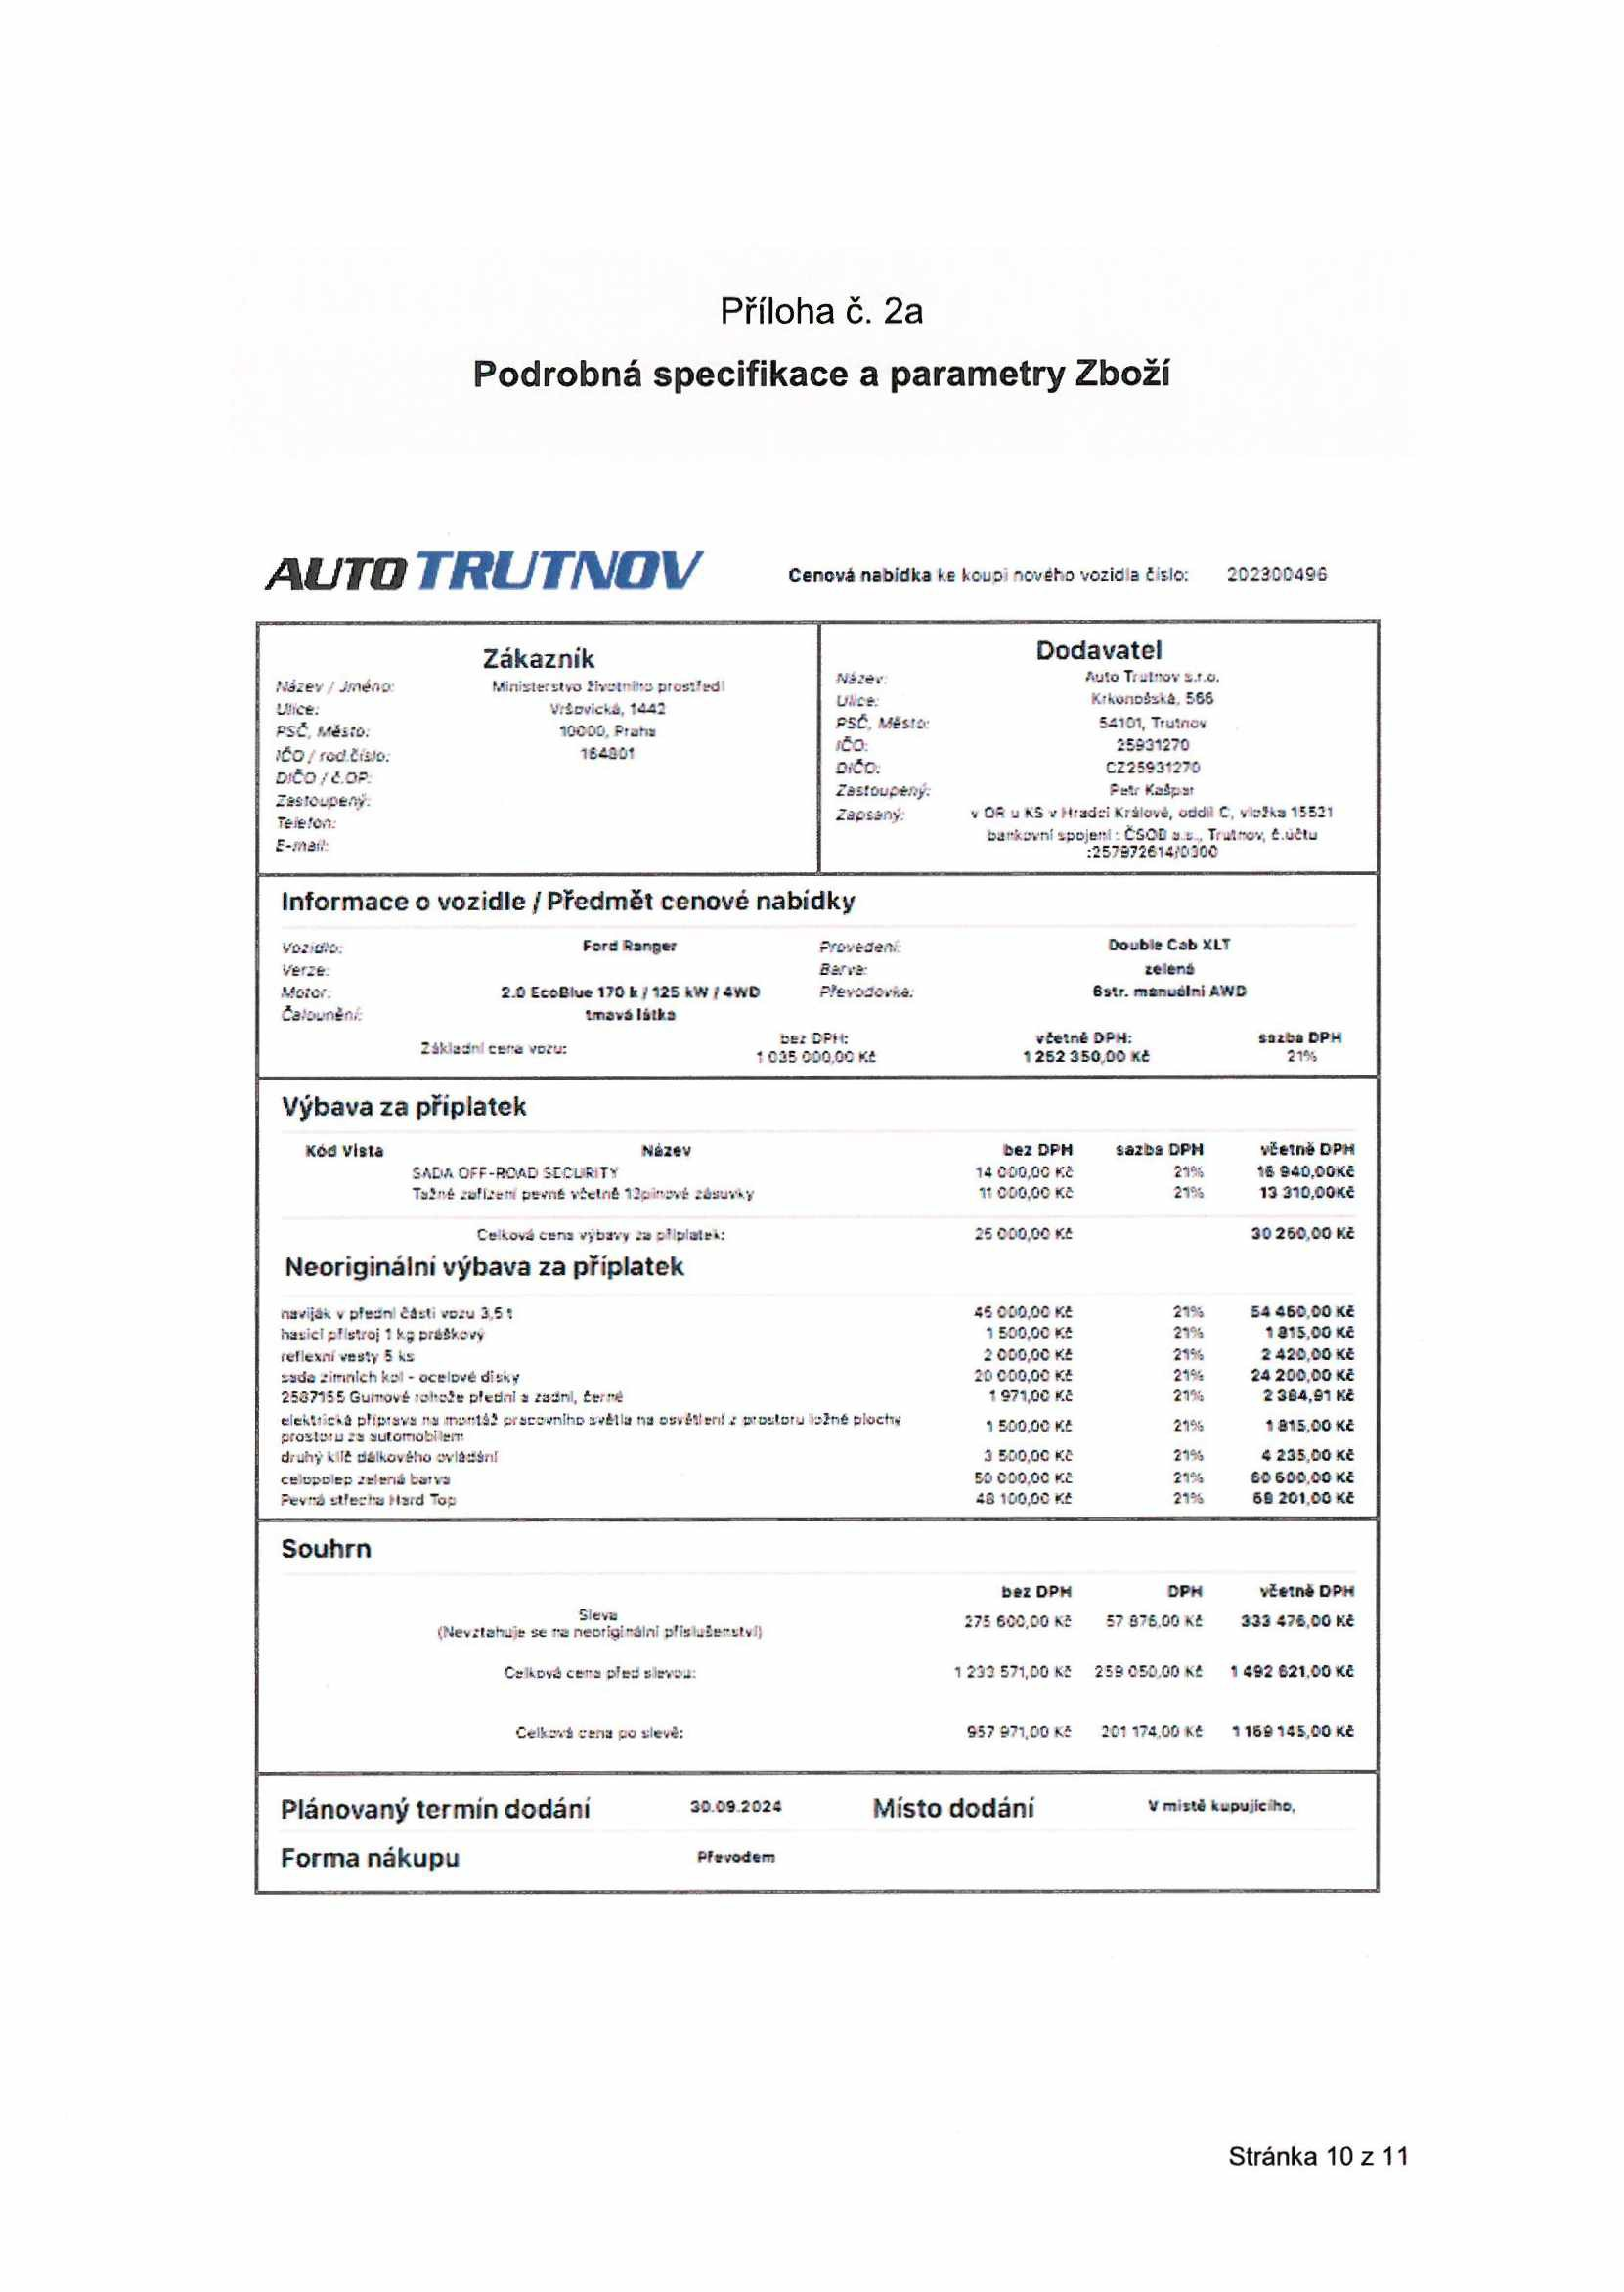 Příloha č. 2a
Podrobná specifikace a parametry Zboží
AUTO TRUTNOV
Cenová nabídka ke koupi nového vozidla číslo: 202300496
Zákazník
Název / Jméno: Ministerstvo životního prostředí
Ulice: Vršovická, 1442
PSČ, Město: 10000, Praha
IČO / rod.číslo: 164801
DIČO / č.OP:
Zastoupený:
Telefon:
E-mail:
Dodavatel
Název: Auto Trutnov s.r.o.
Ulice: Krkonošská, 566
PSČ, Město: 54101, Trutnov
IČO: 25931270
DIČO: CZ25931270
Zastoupený: Petr Kašpar
Zapsaný: v OR u KS v Hradci Králové, oddíl C, vložka 15521
bankovní spojení : ČSOB a.s., Trutnov, č.účtu
:257972614/0300
Informace o vozidle / Předmět cenové nabídky
Vozidlo: Ford Ranger Provedení: Double Cab XLT
Verze: Barva: zelená
Motor: 2.0 EcoBlue 170 k / 125 kW / 4WD Převodovka: 6str. manuální AWD
Čalounění: tmavá látka
bez DPH: včetně DPH: sazba DPH
Základní cena vozu: 1 035 000,00 Kč 1 252 350,00 Kč 21%
Výbava za příplatek
Kód Vista Název bez DPH sazba DPH včetně DPH
SADA OFF-ROAD SECURITY 14 000,00 Kč 21% 16 940,00Kč
Tažné zařízení pevné včetně 13pinové zásuvky 11 000,00 Kč 21% 13 310,00Kč
Celková cena výbavy za příplatek: 25 000,00 Kč 30 250,00 Kč
Neoriginální výbava za příplatek
naviják v přední části vozu 3,5 t 45 000,00 Kč 21% 54 450,00 Kč
hasicí přístroj 1 kg práškový 1 500,00 Kč 21% 1 815,00 Kč
reflexní vesty 5 ks 2 000,00 Kč 21% 2 420,00 Kč
sada zimních kol - ocelové disky 20 000,00 Kč 21% 24 200,00 Kč
2587155 Gumové rohože přední a zadní, černé 1 971,00 Kč 21% 2 384,91 Kč
elektrická příprava na montáž pracovního světla na osvětlení z prostoru ložné plochy 1 500,00 Kč 21% 1 815,00 Kč
prostoru za automobilem
druhý klíč dálkového ovládání 3 500,00 Kč 21% 4 235,00 Kč
celopolep zelená barva 50 000,00 Kč 21% 60 500,00 Kč
Pevná střecha Hard Top 48 100,00 Kč 21% 58 201,00 Kč
Souhrn
bez DPH DPH včetně DPH
Sleva
(Nevztahuje se na neoriginální příslušenství) 275 600,00 Kč 57 876,00 Kč 333 476,00 Kč
Celková cena před slevou: 1 233 571,00 Kč 259 050,00 Kč 1 492 621,00 Kč
Celková cena po slevě: 957 971,00 Kč 201 174,00 Kč 1 159 145,00 Kč
Plánovaný termín dodání 30.09.2024 Místo dodání V místě kupujícího,
Forma nákupu Převodem
Stránka 10 z 11